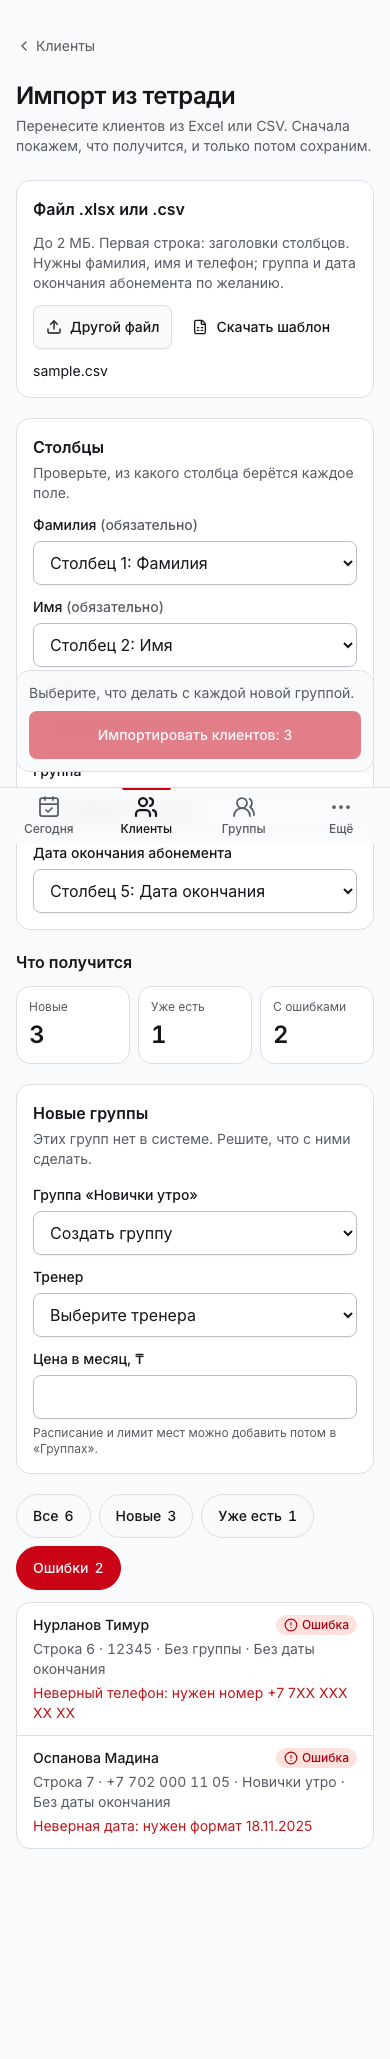 Клиенты
Импорт из тетради
Перенесите клиентов из Excel или CSV. Сначала
покажем, что получится, и только потом сохраним.
Файл .xlsx или .csv
До 2 МБ. Первая строка: заголовки столбцов.
Нужны фамилия, имя и телефон; группа и дата
окончания абонемента по желанию.
Другой файл
Скачать шаблон
sample.csv
Столбцы
Проверьте, из какого столбца берётся каждое
поле.
Фамилия (обязательно)
Столбец 1: Фамилия
Имя (обязательно)
Столбец 2: Имя
Выберите, что делать с каждой новой группой.
Импортировать клиентов: 3
Группа
Сегодня
Клиенты
Группы
Ещё
Дата окончания абонемента
Столбец 5: Дата окончания
Что получится
Новые
Уже есть
С ошибками
3
1
2
Новые группы
Этих групп нет в системе. Решите, что с ними
сделать.
Группа «Новички утро»
Создать группу
Тренер
Выберите тренера
Цена в месяц, ₸
Расписание и лимит мест можно добавить потом в
«Группах».
Все 6
Новые 3
Уже есть 1
Ошибки 2
Нурланов Тимур
Ошибка
Строка 6 · 12345 · Без группы · Без даты
окончания
Неверный телефон: нужен номер +7 7XX XXX
XX XX
Оспанова Мадина
Ошибка
Строка 7 · +7 702 000 11 05 · Новички утро ·
Без даты окончания
Неверная дата: нужен формат 18.11.2025